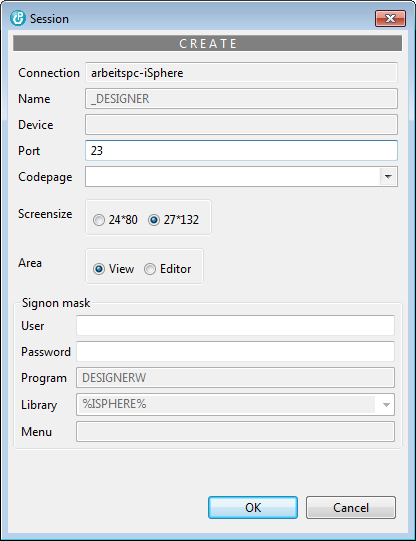 Session
CREATE
Connection arbeitspc-iSphere
Name _DESIGNER
Device
Port 23
Codepage
Screensize 24*80 27*132
Area View Editor
Signon mask
User
Password
Program DESIGNERW
Library %ISPHERE%
Menu
OK Cancel